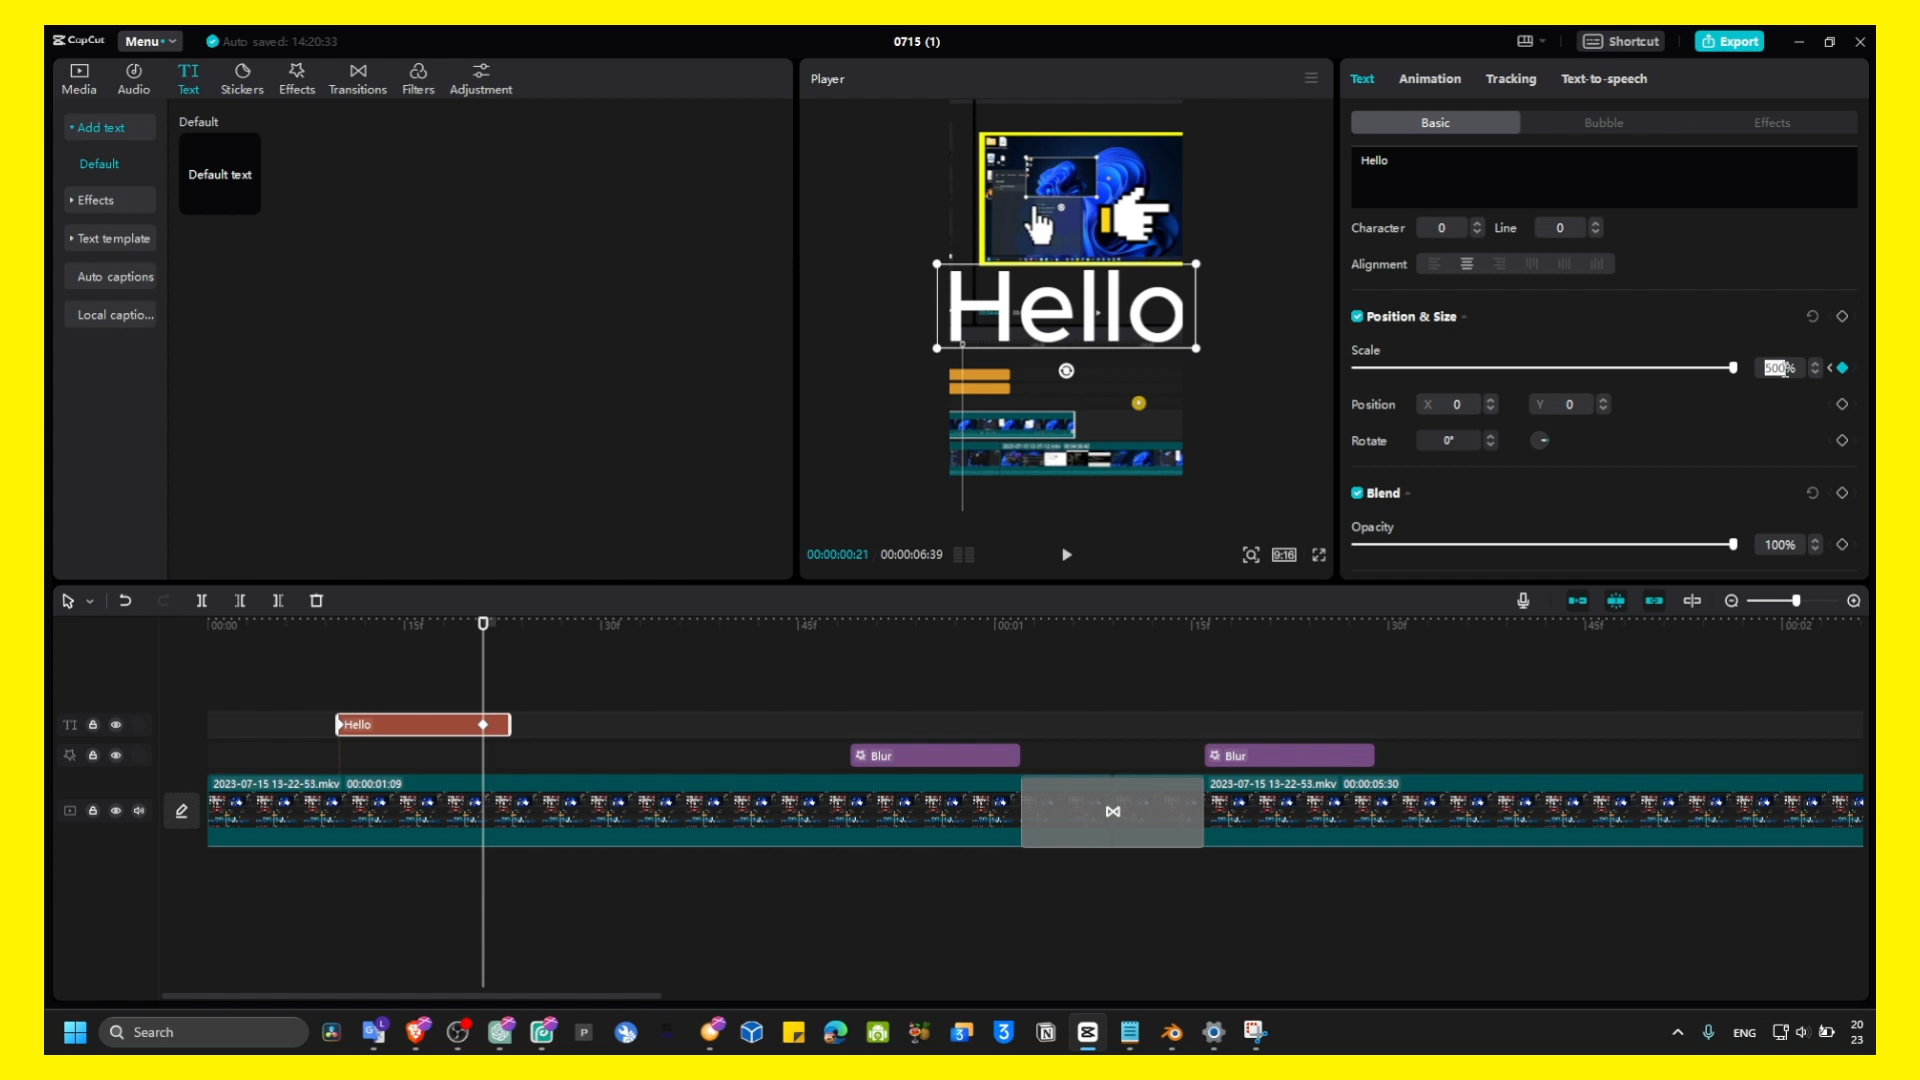 CapCut
Menu
Auto saved: 14:20:33
0715 (1)
Shortcut
Export
Media
Audio
TI
Text
Stickers
Effects
Transitions
Filters
Adjustment
Add text
Default
Effects
Text template
Auto captions
Local captio...
Default
Default text
Player
Hello
00:00:00:21 00:00:06:39
9:16
Text Animation Tracking Text-to-speech
Basic Bubble Effects
Hello
Character 0 Line 0
Alignment
Position & Size
Scale
500%
Position X 0 Y 0
Rotate 0°
Blend
Opacity
100%
00:00 15f 30f 45f 00:01 15f 30f 45f 00:02
TI
Hello
Blur Blur
2023-07-15 13-22-53.mkv 00:00:01:09
2023-07-15 13-22-53.mkv 00:00:05:30
Search
ENG
20
23